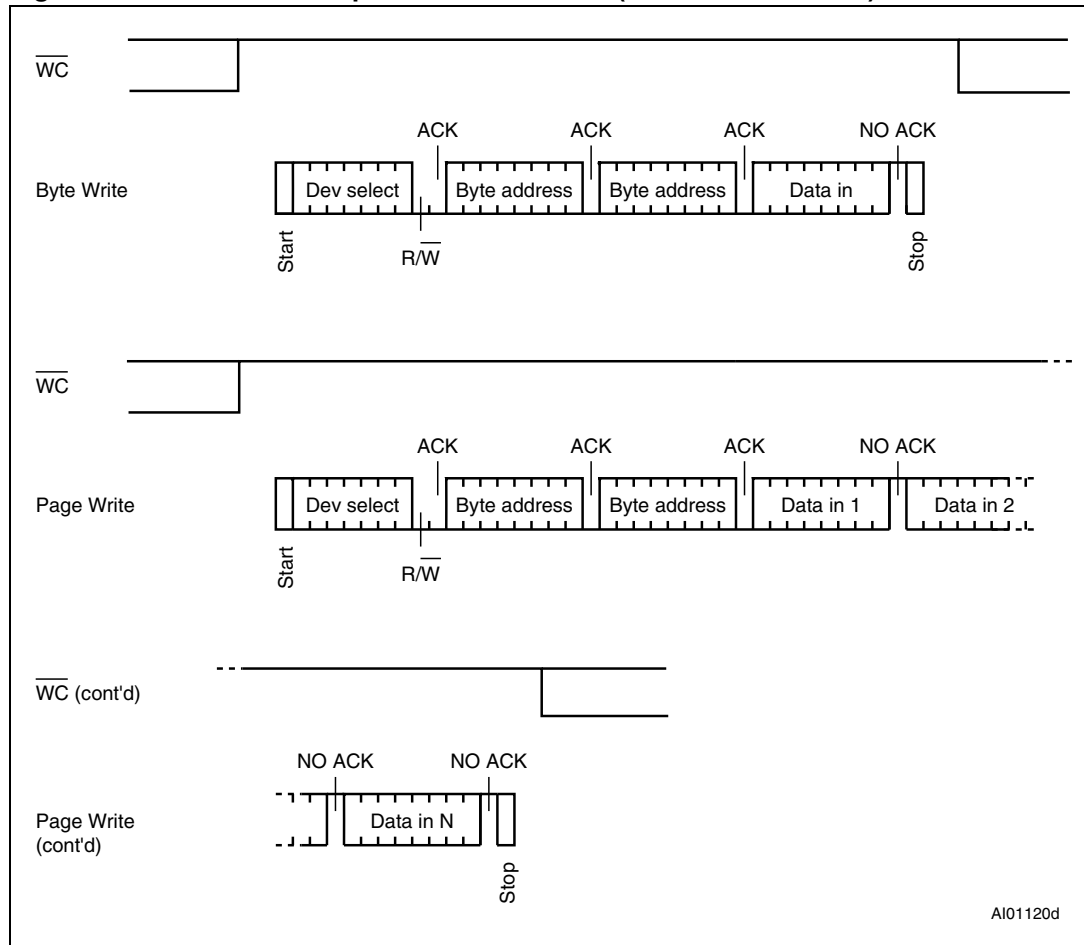 WC
ACK ACK ACK NO ACK
Byte Write Dev select Byte address Byte address Data in
Start R/W Stop
WC
ACK ACK ACK NO ACK
Page Write Dev select Byte address Byte address Data in 1 Data in 2
Start R/W
WC (cont'd)
NO ACK NO ACK
Page Write
(cont'd)
Data in N
Stop
AI01120d